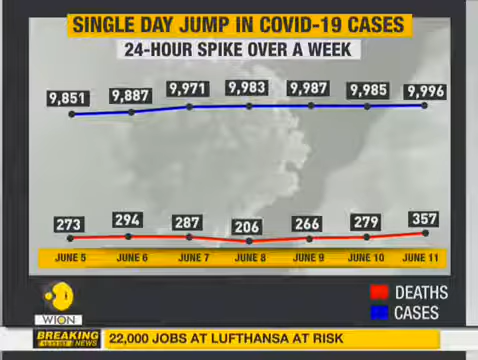 SINGLE DAY JUMP IN COVID-19 CASES
24-HOUR SPIKE OVER A WEEK
9,851 9,887 9,971 9,983 9,987 9,985 9,996
273 294 287 206 266 279 357
JUNE 5 JUNE 6 JUNE 7 JUNE 8 JUNE 9 JUNE 10 JUNE 11
DEATHS
CASES
WION
BREAKING
NEWS
22,000 JOBS AT LUFTHANSA AT RISK